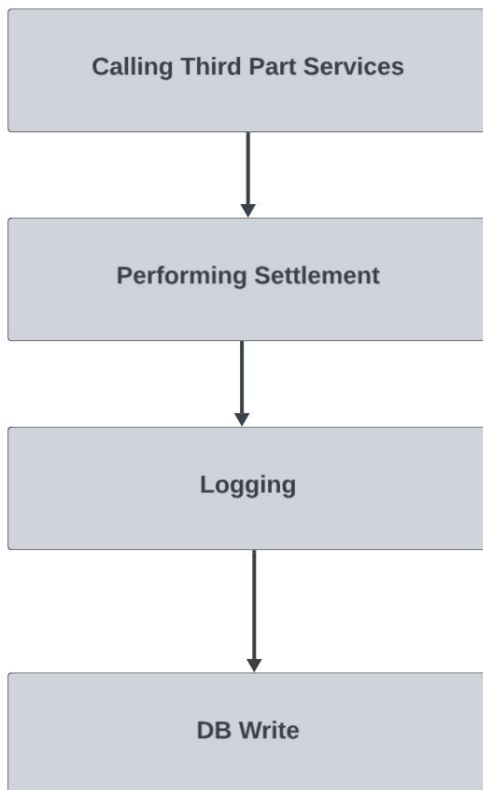 Calling Third Part Services
Performing Settlement
Logging
DB Write